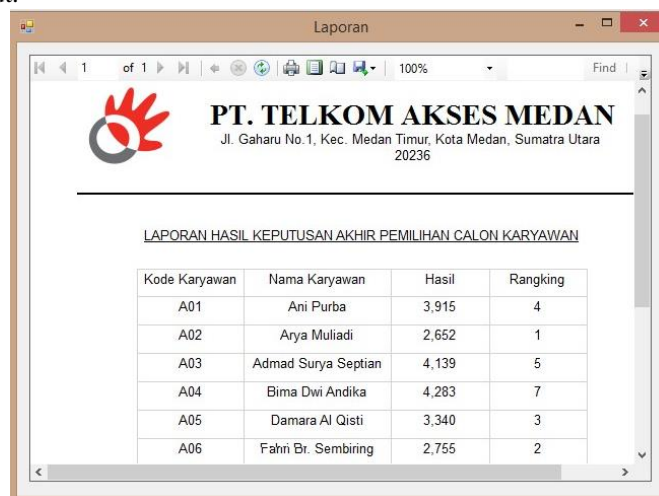 Laporan
1 of 1 100% Find
PT. TELKOM AKSES MEDAN
Jl. Gaharu No.1, Kec. Medan Timur, Kota Medan, Sumatra Utara
20236
LAPORAN HASIL KEPUTUSAN AKHIR PEMILIHAN CALON KARYAWAN
Kode Karyawan Nama Karyawan Hasil Rangking
A01 Ani Purba 3,915 4
A02 Arya Muliadi 2,652 1
A03 Admad Surya Septian 4,139 5
A04 Bima Dwi Andika 4,283 7
A05 Damara Al Qisti 3,340 3
A06 Fahri Br. Sembiring 2,755 2